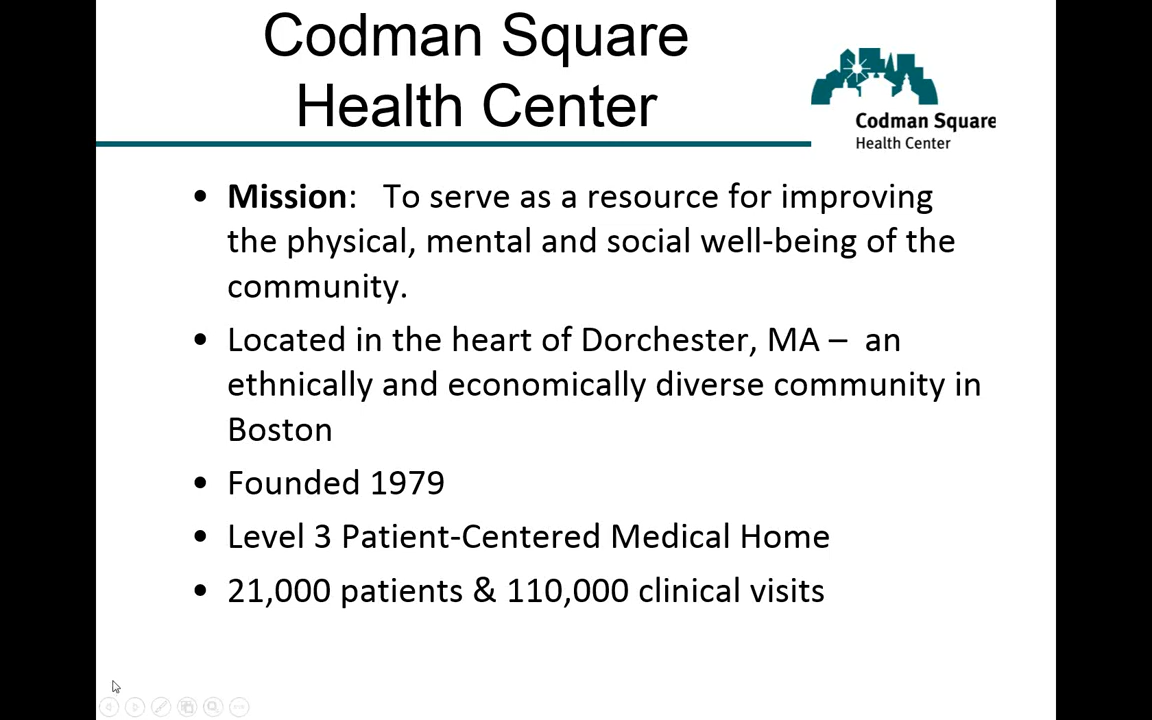 Codman Square
Health Center
Codman Square
Health Center
• Mission:   To serve as a resource for improving
the physical, mental and social well-being of the
community.
• Located in the heart of Dorchester, MA –  an
ethnically and economically diverse community in
Boston
• Founded 1979
• Level 3 Patient-Centered Medical Home
• 21,000 patients & 110,000 clinical visits